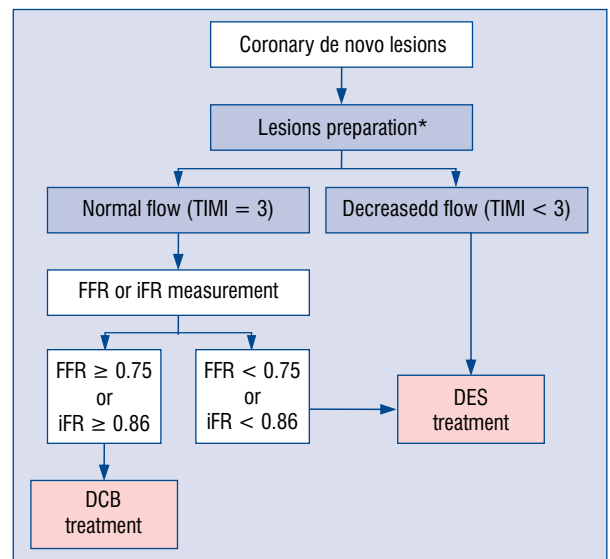 Coronary de novo lesions
Lesions preparation*
Normal flow (TIMI = 3)
Decreasedd flow (TIMI < 3)
FFR or iFR measurement
FFR ≥ 0.75
or
iFR ≥ 0.86
FFR < 0.75
or
iFR < 0.86
DES
treatment
DCB
treatment